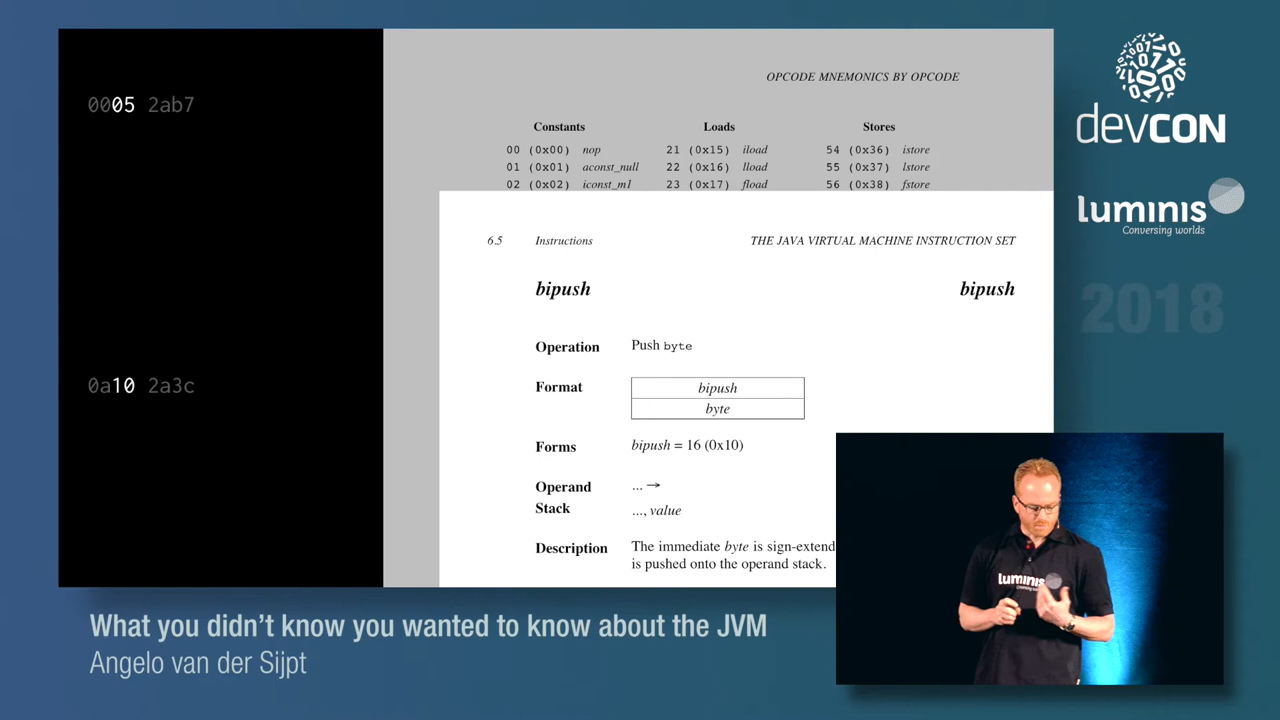 0005 2ab7
0a10 2a3c
OPCODE MNEMONICS BY OPCODE
Constants Loads Stores
00 (0x00) nop 21 (0x15) iload 54 (0x36) istore
01 (0x01) aconst_null 22 (0x16) lload 55 (0x37) lstore
02 (0x02) iconst_m1 23 (0x17) fload 56 (0x38) fstore
6.5 Instructions THE JAVA VIRTUAL MACHINE INSTRUCTION SET
bipush bipush
Operation Push byte
Format bipush
byte
Forms bipush = 16 (0x10)
Operand ... →
Stack ..., value
Description The immediate byte is sign-extend
is pushed onto the operand stack.
devCON
luminis
Conversing worlds
2018
luminis
What you didn't know you wanted to know about the JVM
Angelo van der Sijpt